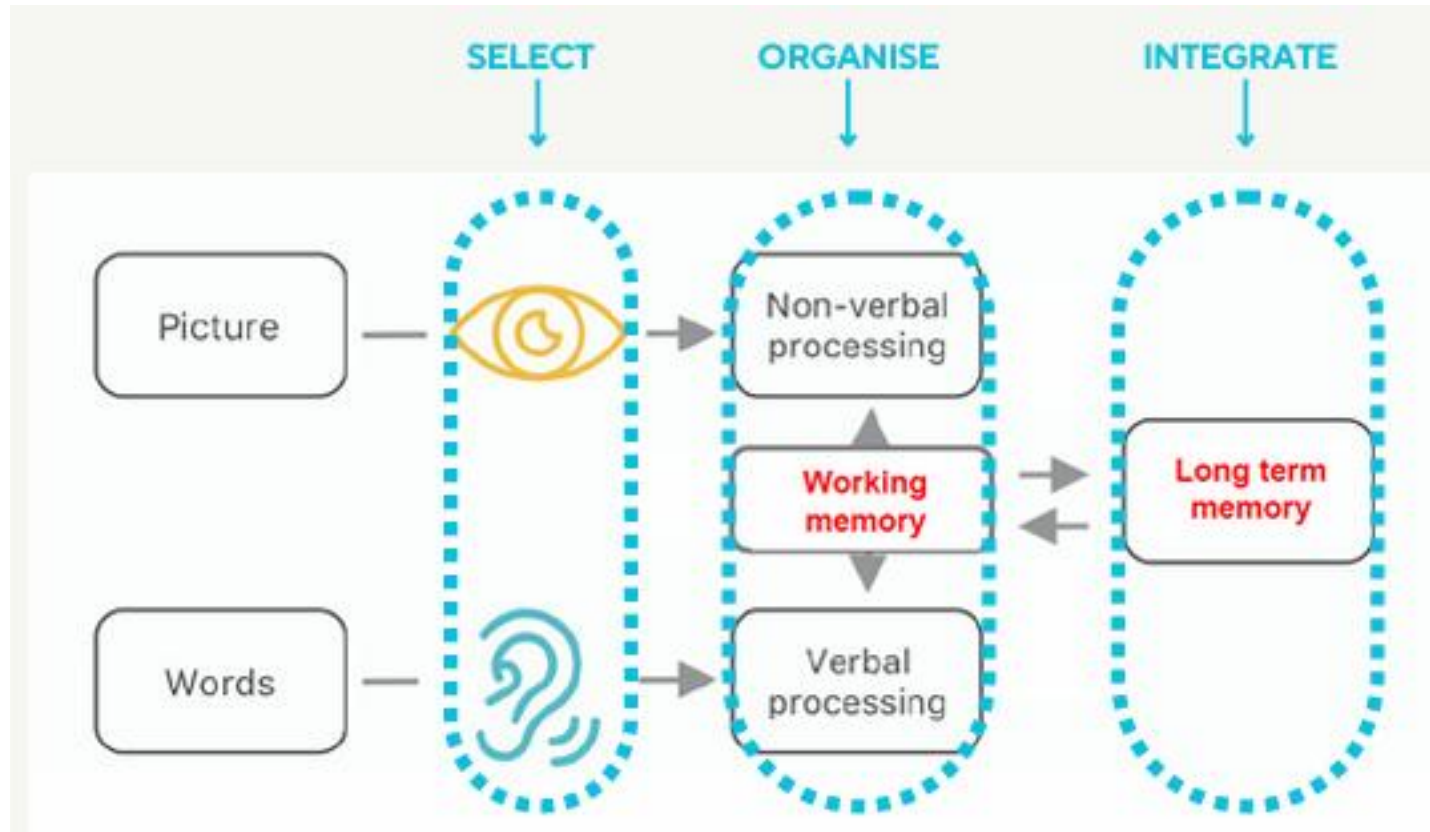 SELECT
ORGANISE
INTEGRATE
Picture
Non-verbal
processing
Working
memory
Long term
memory
Words
Verbal
processing